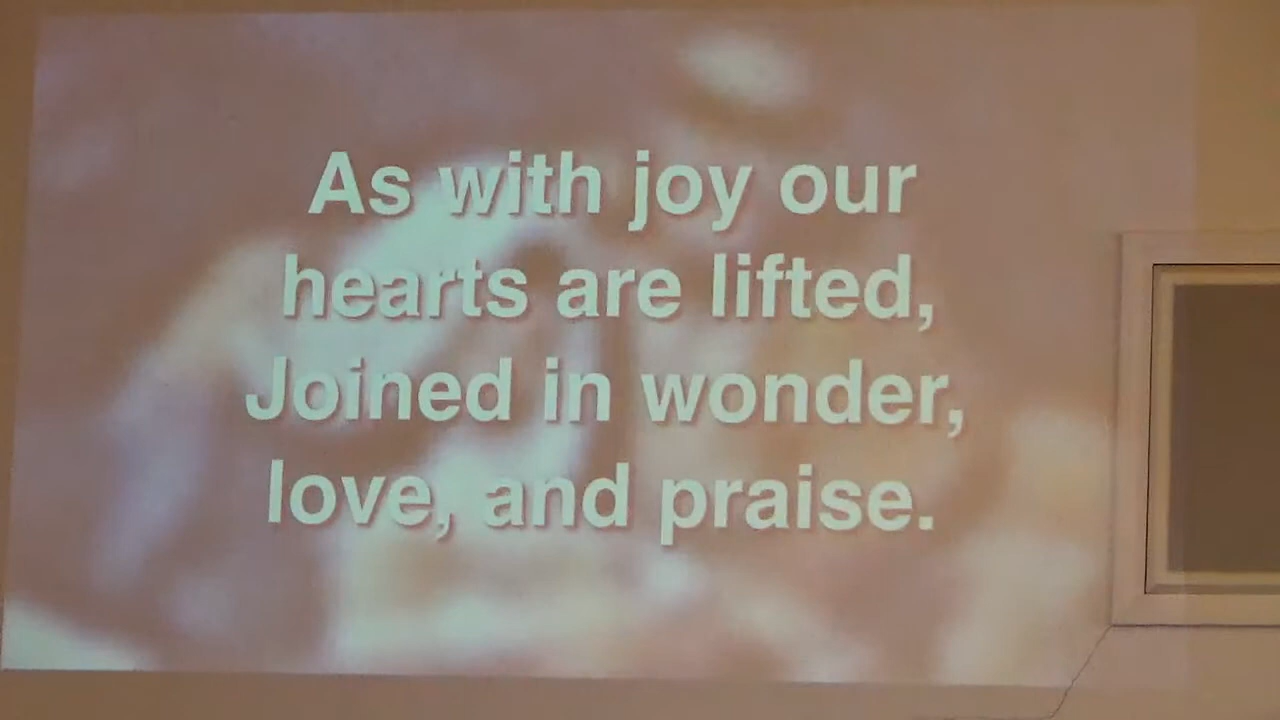 As with joy our
hearts are lifted,
Joined in wonder,
love, and praise.